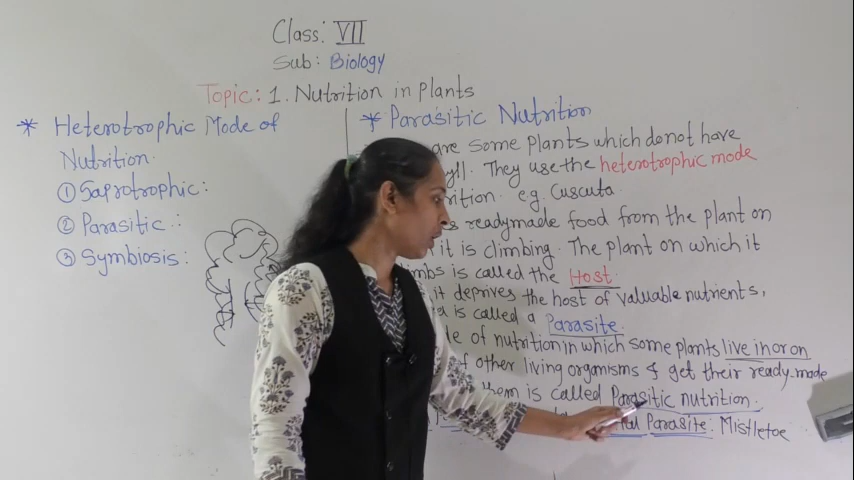 Class: VII
Sub: Biology
Topic: 1. Nutrition in plants
* Heterotrophic Mode of
Nutrition.
① Saprotrophic:
② Parasitic :
③ Symbiosis:
* Parasitic Nutrition
are some plants which do not have
They use the heterotrophic mode
e.g. Cuscuta
readymade food from the plant on
it is climbing. The plant on which it
is called the Host.
it deprives the host of valuable nutrients,
is called a Parasite.
of nutrition in which some plants live in or on
of other living organisms & get their ready-made
them is called Parasitic nutrition.
Parasite: Mistletoe